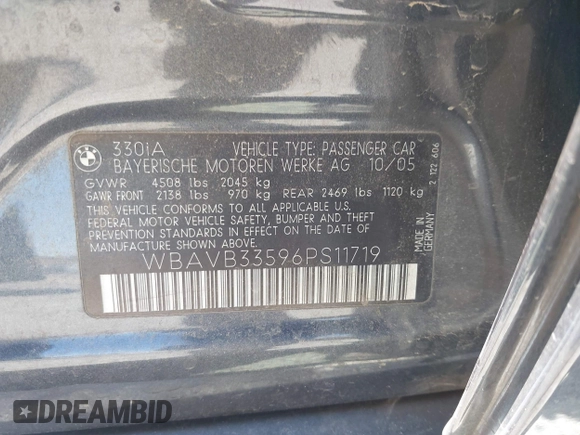 BMW
330iA VEHICLE TYPE: PASSENGER CAR
BAYERISCHE MOTOREN WERKE AG 10/05
GVWR 4508 lbs 2045 kg
GAWR FRONT 2138 lbs 970 kg REAR 2469 lbs 1120 kg
THIS VEHICLE CONFORMS TO ALL APPLICABLE U.S.
FEDERAL MOTOR VEHICLE SAFETY, BUMPER AND THEFT
PREVENTION STANDARDS IN EFFECT ON THE DATE OF
MANUFACTURE SHOWN ABOVE.
WBAVB33596PS11719
MADE IN
GERMANY
2 122 606
DREAMBID